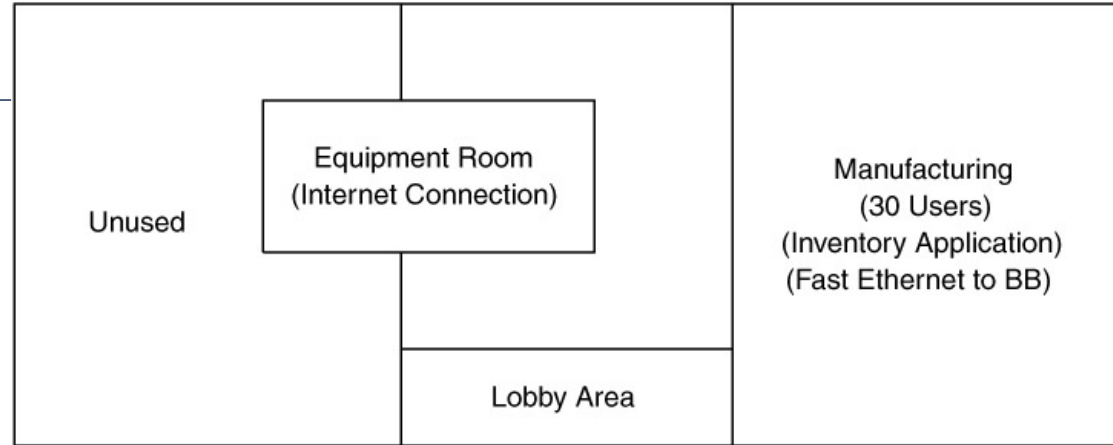 Equipment Room
(Internet Connection)
Unused
Manufacturing
(30 Users)
(Inventory Application)
(Fast Ethernet to BB)
Lobby Area